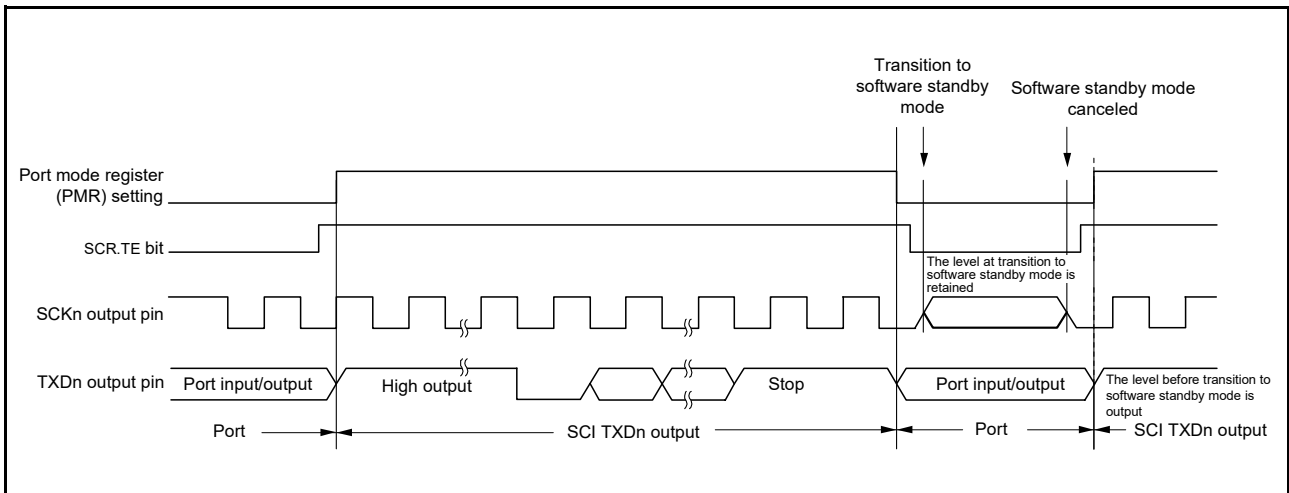 Transition to
software standby
mode
Software standby mode
canceled
Port mode register
(PMR) setting
SCR.TE bit
The level at transition to
software standby mode is
retained
SCKn output pin
TXDn output pin
Port input/output
High output
Stop
Port input/output
The level before transition to
software standby mode is
output
Port
SCI TXDn output
Port
SCI TXDn output